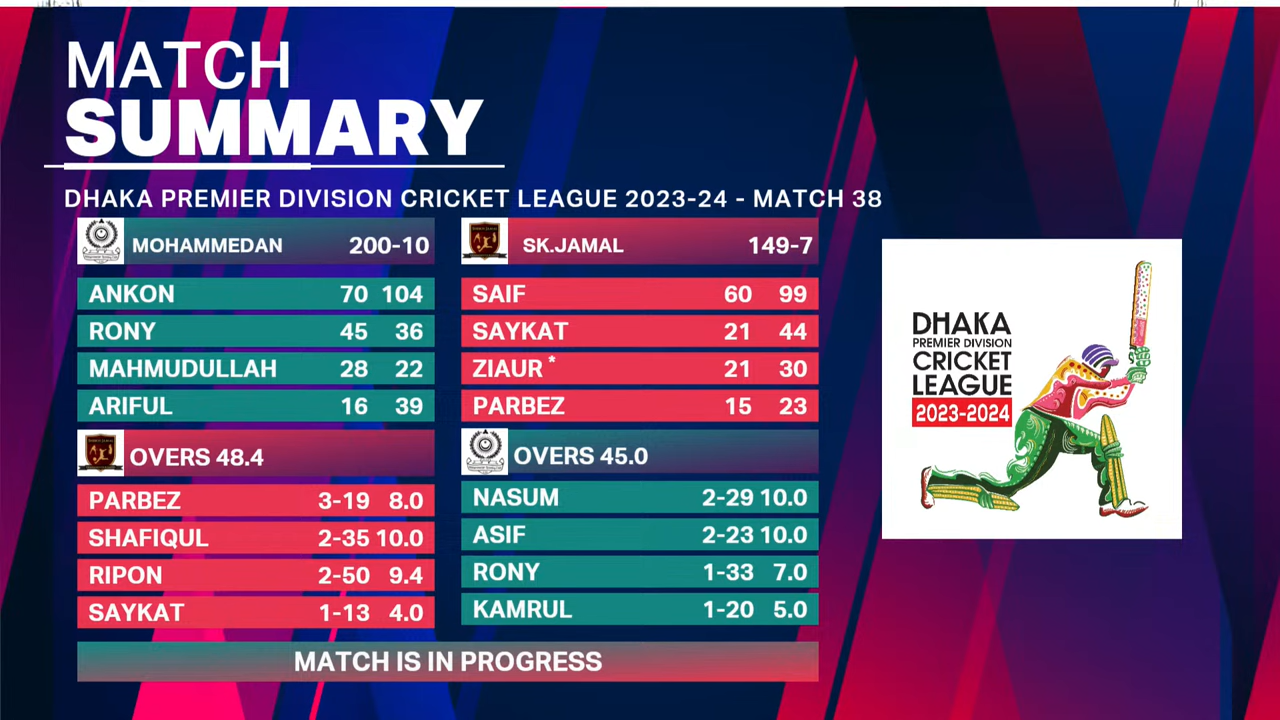 MATCH
SUMMARY
DHAKA PREMIER DIVISION CRICKET LEAGUE 2023-24 - MATCH 38
MOHAMMEDAN 200-10
ANKON 70 104
RONY 45 36
MAHMUDULLAH 28 22
ARIFUL 16 39
OVERS 48.4
PARBEZ 3-19 8.0
SHAFIQUL 2-35 10.0
RIPON 2-50 9.4
SAYKAT 1-13 4.0
SK.JAMAL 149-7
SAIF 60 99
SAYKAT 21 44
ZIAUR * 21 30
PARBEZ 15 23
OVERS 45.0
NASUM 2-29 10.0
ASIF 2-23 10.0
RONY 1-33 7.0
KAMRUL 1-20 5.0
MATCH IS IN PROGRESS
DHAKA
PREMIER DIVISION
CRICKET
LEAGUE
2023-2024